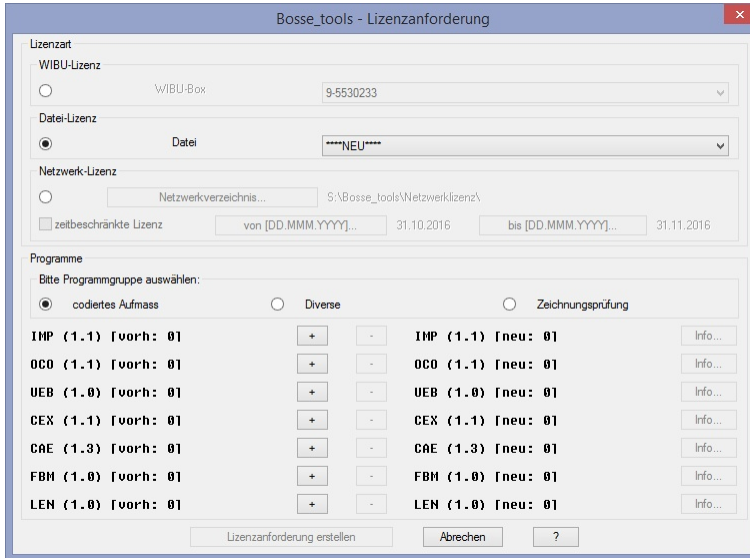 Bosse_tools - Lizenzanforderung
Lizenzart
WIBU-Lizenz
WIBU-Box 9-5530233
Datei-Lizenz
Datei ****NEU****
Netzwerk-Lizenz
Netzwerkverzeichnis... S:\Bosse_tools\Netzwerklizenz\
zeitbeschränkte Lizenz von [DD.MMM.YYYY]... 31.10.2016 bis [DD.MMM.YYYY]... 31.11.2016
Programme
Bitte Programmgruppe auswählen:
codiertes Aufmass Diverse Zeichnungsprüfung
IMP (1.1) [vorh: 0] + - IMP (1.1) [neu: 0] Info...
OCO (1.1) [vorh: 0] + - OCO (1.1) [neu: 0] Info...
UEB (1.0) [vorh: 0] + - UEB (1.0) [neu: 0] Info...
CEX (1.1) [vorh: 0] + - CEX (1.1) [neu: 0] Info...
CAE (1.3) [vorh: 0] + - CAE (1.3) [neu: 0] Info...
FBM (1.0) [vorh: 0] + - FBM (1.0) [neu: 0] Info...
LEN (1.0) [vorh: 0] + - LEN (1.0) [neu: 0] Info...
Lizenzanforderung erstellen Abrechen ?